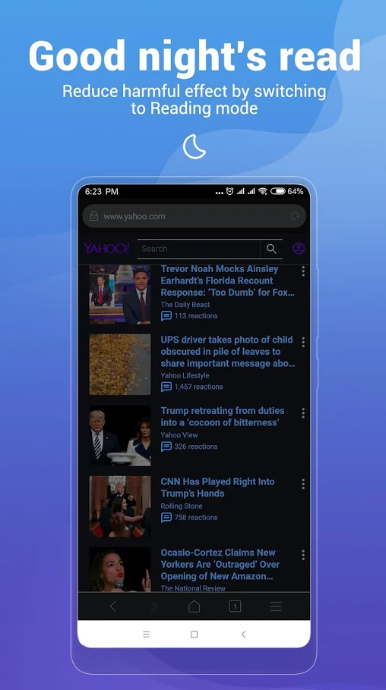 Good night's read
Reduce harmful effect by switching
to Reading mode
6:23 PM
64%
www.yahoo.com
YAHOO!
Search
Trevor Noah Mocks Ainsley
Earhardt's Florida Recount
Response: 'Too Dumb' for Fox...
The Daily Beast
113 reactions
UPS driver takes photo of child
obscured in pile of leaves to
share important message abo...
Yahoo Lifestyle
1,457 reactions
Trump retreating from duties
into a 'cocoon of bitterness'
Yahoo View
326 reactions
CNN Has Played Right Into
Trump's Hands
Rolling Stone
758 reactions
Ocasio-Cortez Claims New
Yorkers Are 'Outraged' Over
Opening of New Amazon...
The National Review
1